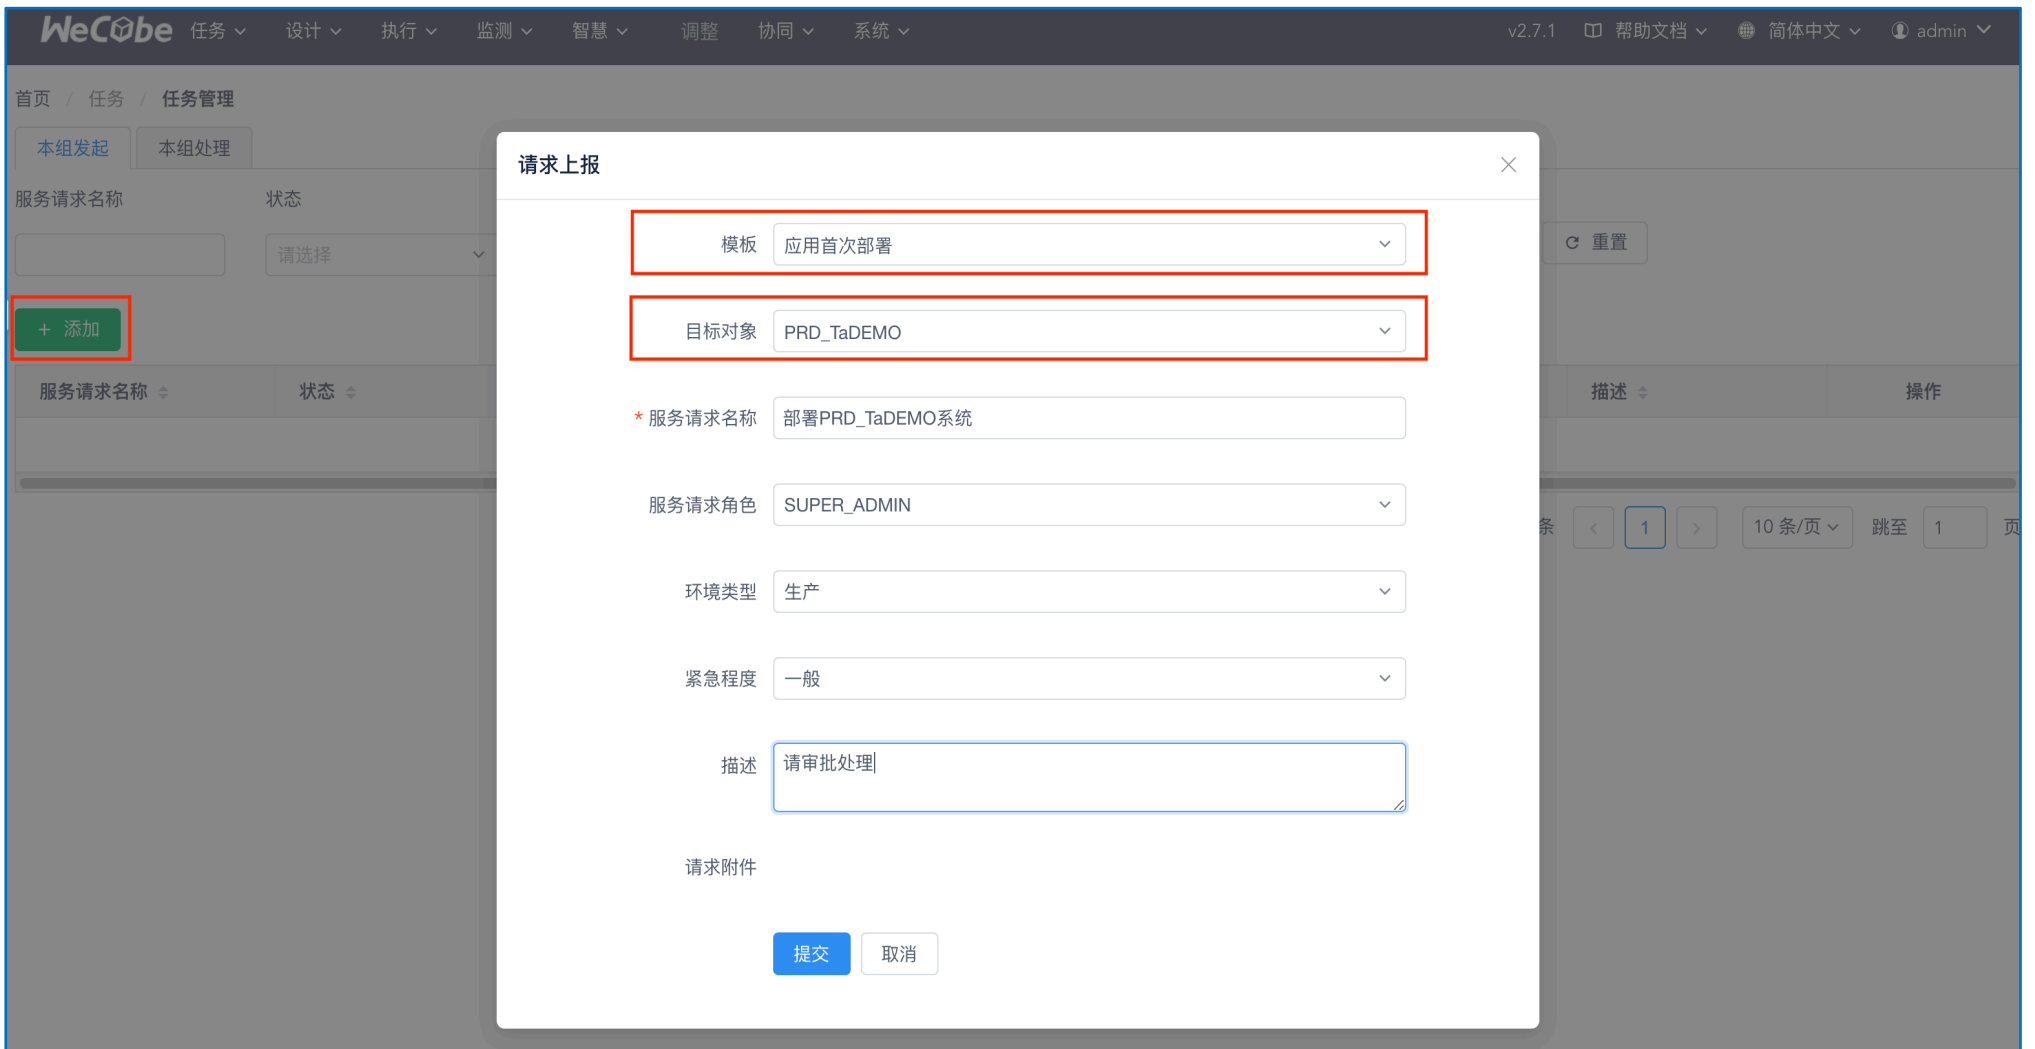 WeCube 任务 设计 执行 监测 智慧 调整 协同 系统 v2.7.1 帮助文档 简体中文 admin
首页 / 任务 / 任务管理
本组发起 本组处理
请求上报
服务请求名称 状态
模板 应用首次部署
重置
请选择
+ 添加
目标对象 PRD_TaDEMO
服务请求名称 状态 描述 操作
* 服务请求名称 部署PRD_TaDEMO系统
服务请求角色 SUPER_ADMIN
条 < 1 > 10 条/页 跳至 1 页
环境类型 生产
紧急程度 一般
描述 请审批处理
请求附件
提交 取消